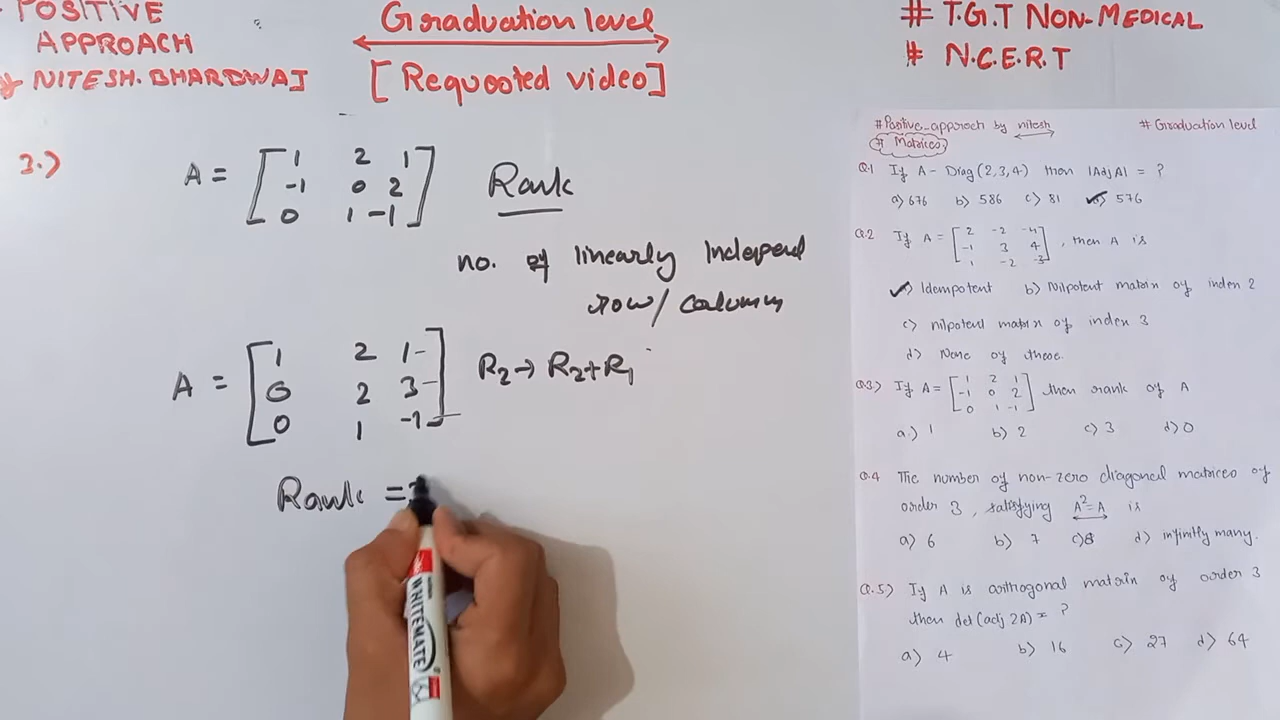 POSITIVE
APPROACH
NITESH. BHARDWAJ
Graduation level
[Requested video]
# T.G.T NON-MEDICAL
* N.C.E.R.T
3.)
A = [1 2 1
-1 0 2
0 1 -1]
Rank
no. of linearly Independ
row/ column
A = [1 2 1
0 2 3
0 1 -1]
R2→ R2+R1
Rank =
#Positive_approach by nitesh
# Graduation level
# Matrices
Q.1 If A - Diag (2,3,4) then |AdjA| = ?
a) 676 b) 586 c) 81 d) 576
Q.2 If A = [2 -2 -4
-1 3 4
1 -2 -3], then A is
a) Idempotent b) Nilpotent matrix of index 2
c) nilpotent matrix of index 3
d) None of these.
Q.3) If A = [1 2 1
-1 0 2
0 1 -1] then rank of A
a.) 1 b) 2 c) 3 d) 0
Q.4 The number of non-zero diagonal matrices of
order 3, satisfying A²=A is
a) 6 b) 7 c) 8 d) infinitly many.
Q.5) If A is orthogonal matrix of order 3
then det(adj 2A) = ?
a) 4 b) 16 c) 27 d) 64
WHITEMATE